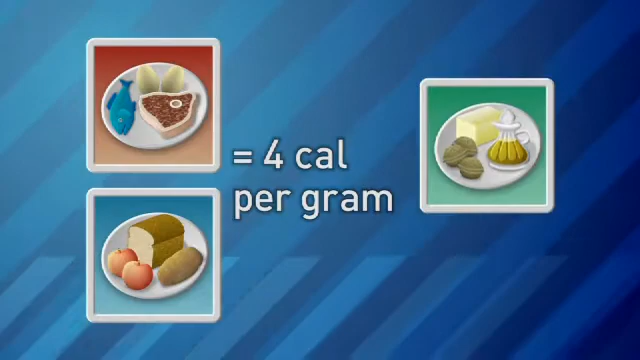 = 4 cal
per gram